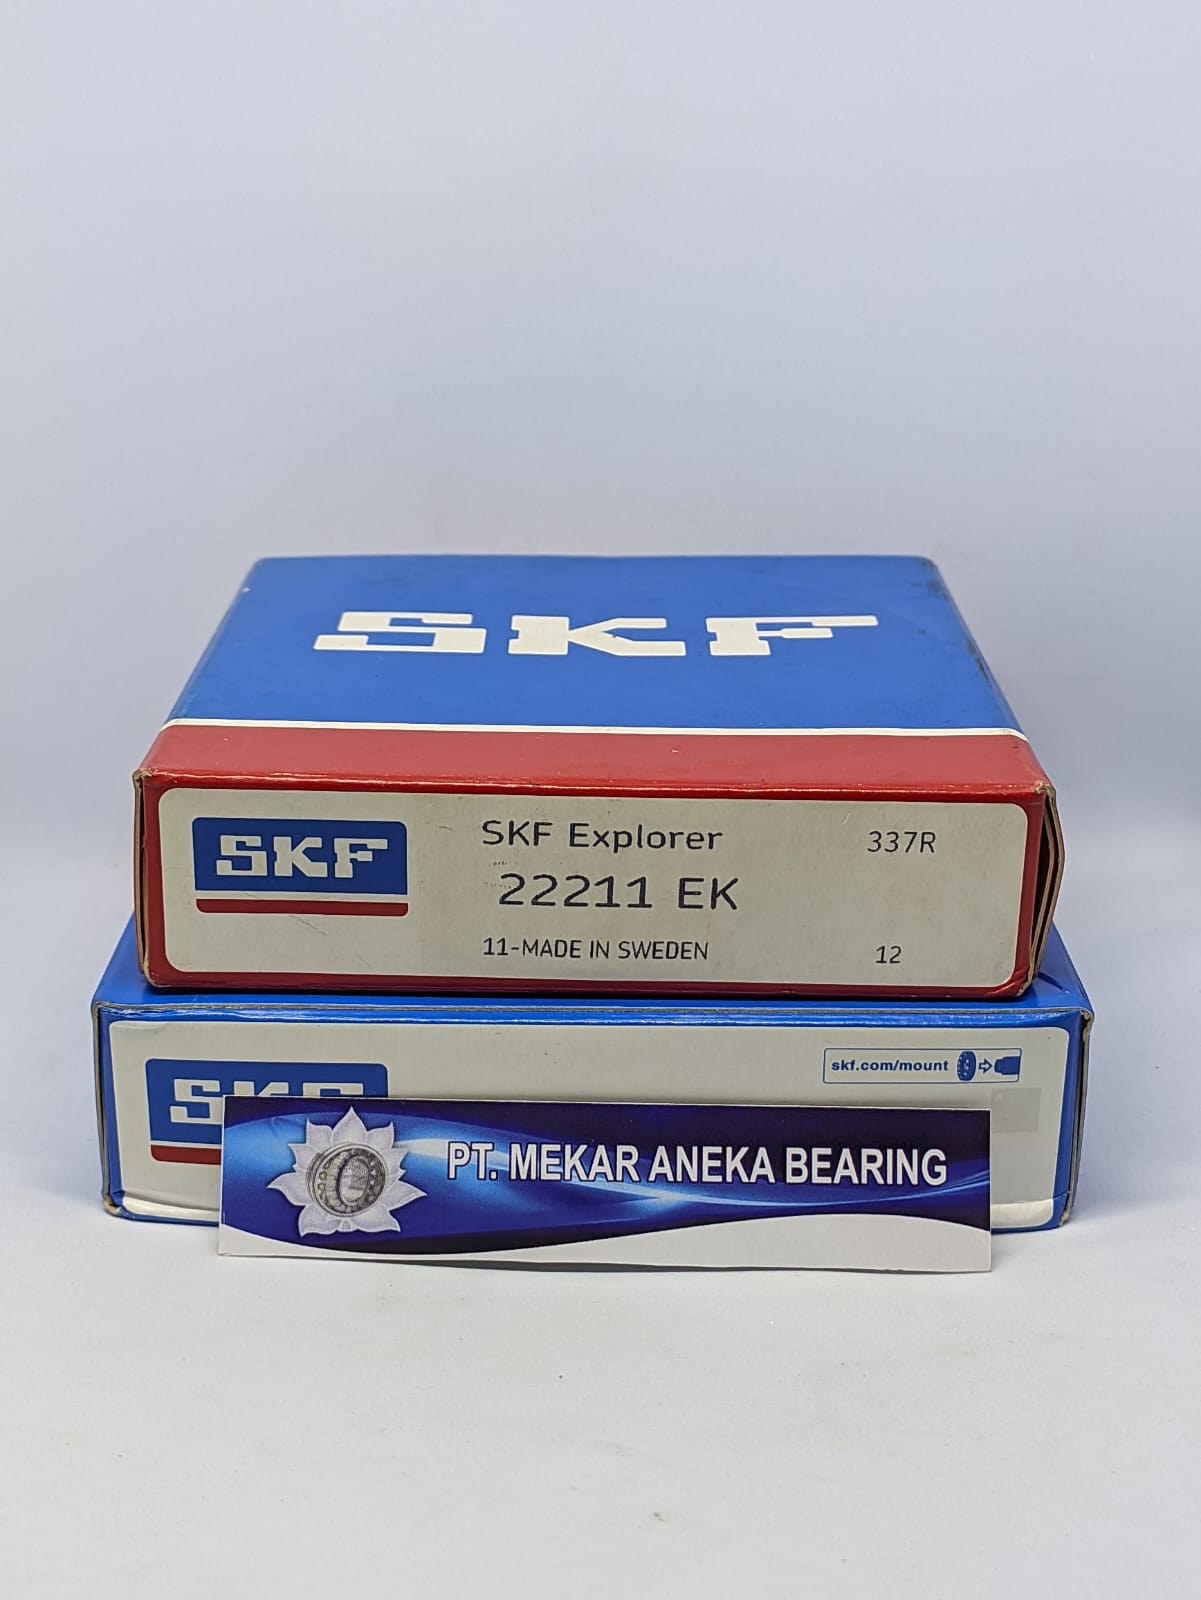 SKF
SKF
SKF Explorer
337R
22211 EK
11-MADE IN SWEDEN
12
SKF
skf.com/mount
PT. MEKAR ANEKA BEARING